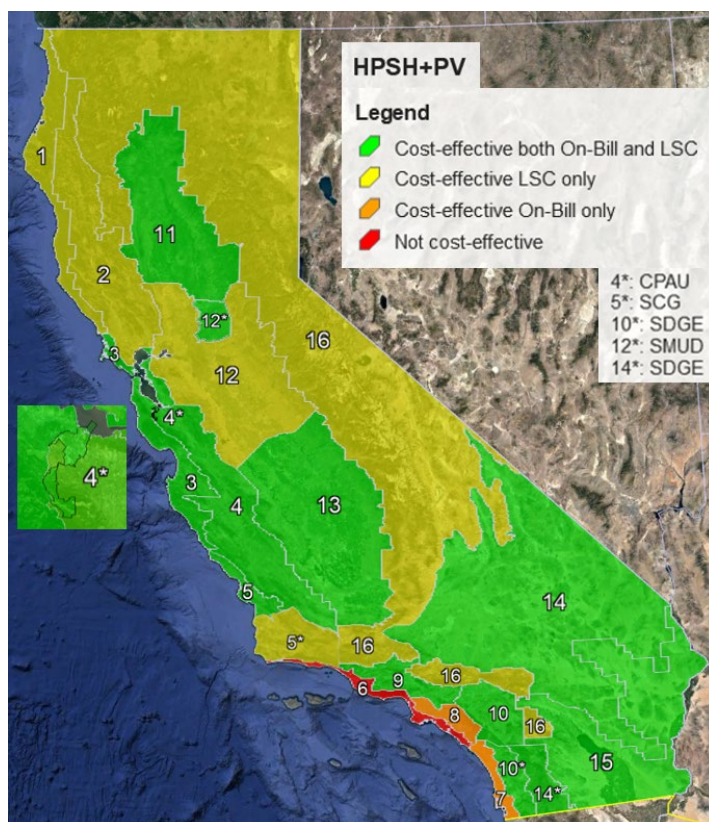 HPSH+PV
Legend
Cost-effective both On-Bill and LSC
Cost-effective LSC only
Cost-effective On-Bill only
Not cost-effective
4*: CPAU
5*: SCG
10*: SDGE
12*: SMUD
14*: SDGE
1
11
2
12*
16
3
12
4*
4*
3
4
13
5
14
5*
16
6
9
16
8
10
16
10*
15
14*
7